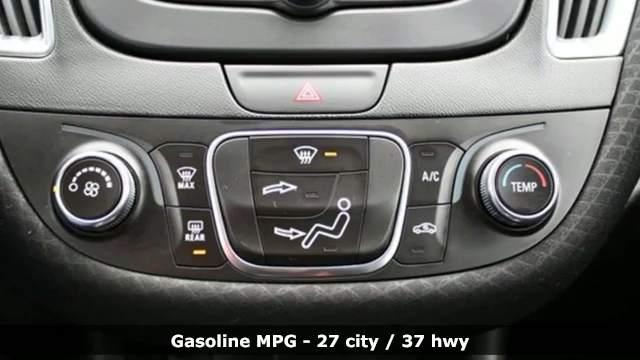 MAX
A/C
TEMP
REAR
Gasoline MPG - 27 city / 37 hwy